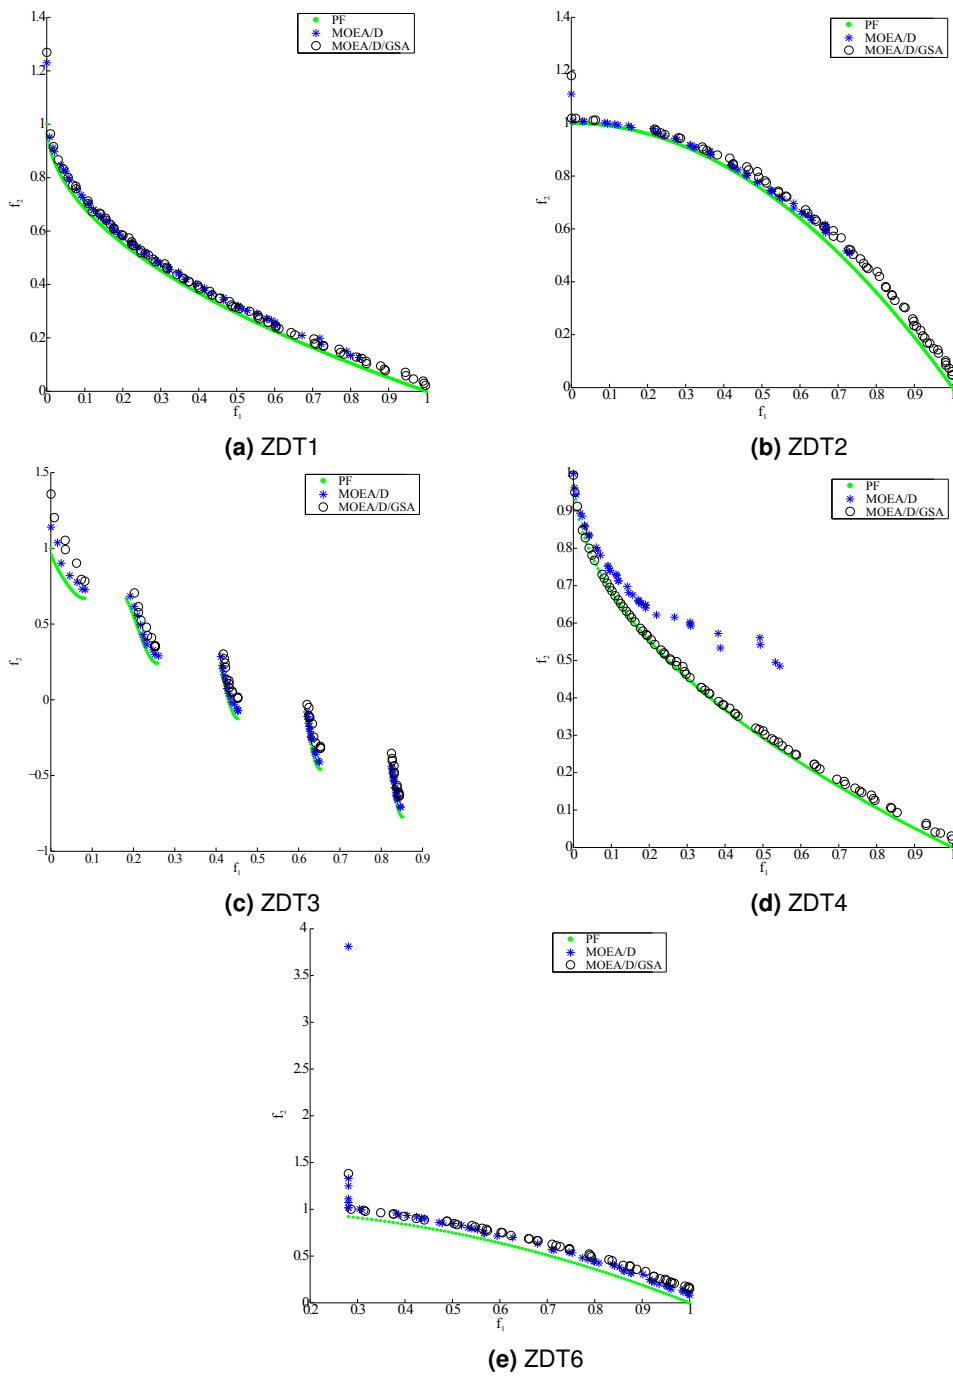 1.4
1.2
1
0.8
0.6
0.4
0.2
0
f2
0 0.1 0.2 0.3 0.4 0.5 0.6 0.7 0.8 0.9 1
f1
PF
MOEA/D
MOEA/D/GSA
(a) ZDT1
1.4
1.2
1
0.8
0.6
0.4
0.2
0
f2
0 0.1 0.2 0.3 0.4 0.5 0.6 0.7 0.8 0.9 1
f1
PF
MOEA/D
MOEA/D/GSA
(b) ZDT2
1.5
1
0.5
0
−0.5
−1
f2
0 0.1 0.2 0.3 0.4 0.5 0.6 0.7 0.8 0.9
f1
PF
MOEA/D
MOEA/D/GSA
(c) ZDT3
1
0.9
0.8
0.7
0.6
0.5
0.4
0.3
0.2
0.1
0
f2
0 0.1 0.2 0.3 0.4 0.5 0.6 0.7 0.8 0.9 1
f1
PF
MOEA/D
MOEA/D/GSA
(d) ZDT4
4
3.5
3
2.5
2
1.5
1
0.5
0
f2
0.2 0.3 0.4 0.5 0.6 0.7 0.8 0.9 1
f1
PF
MOEA/D
MOEA/D/GSA
(e) ZDT6